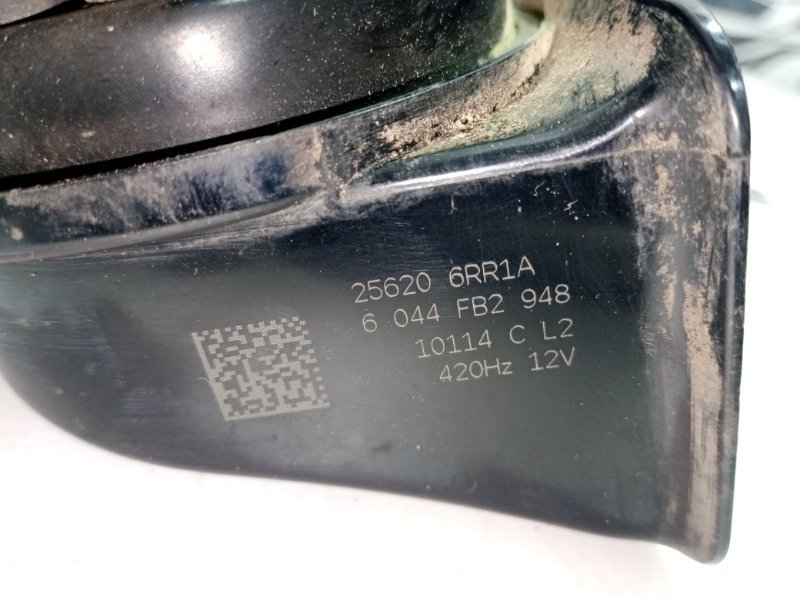 25620 6RR1A
6 044 FB2 948
10114 C L2
420Hz 12V